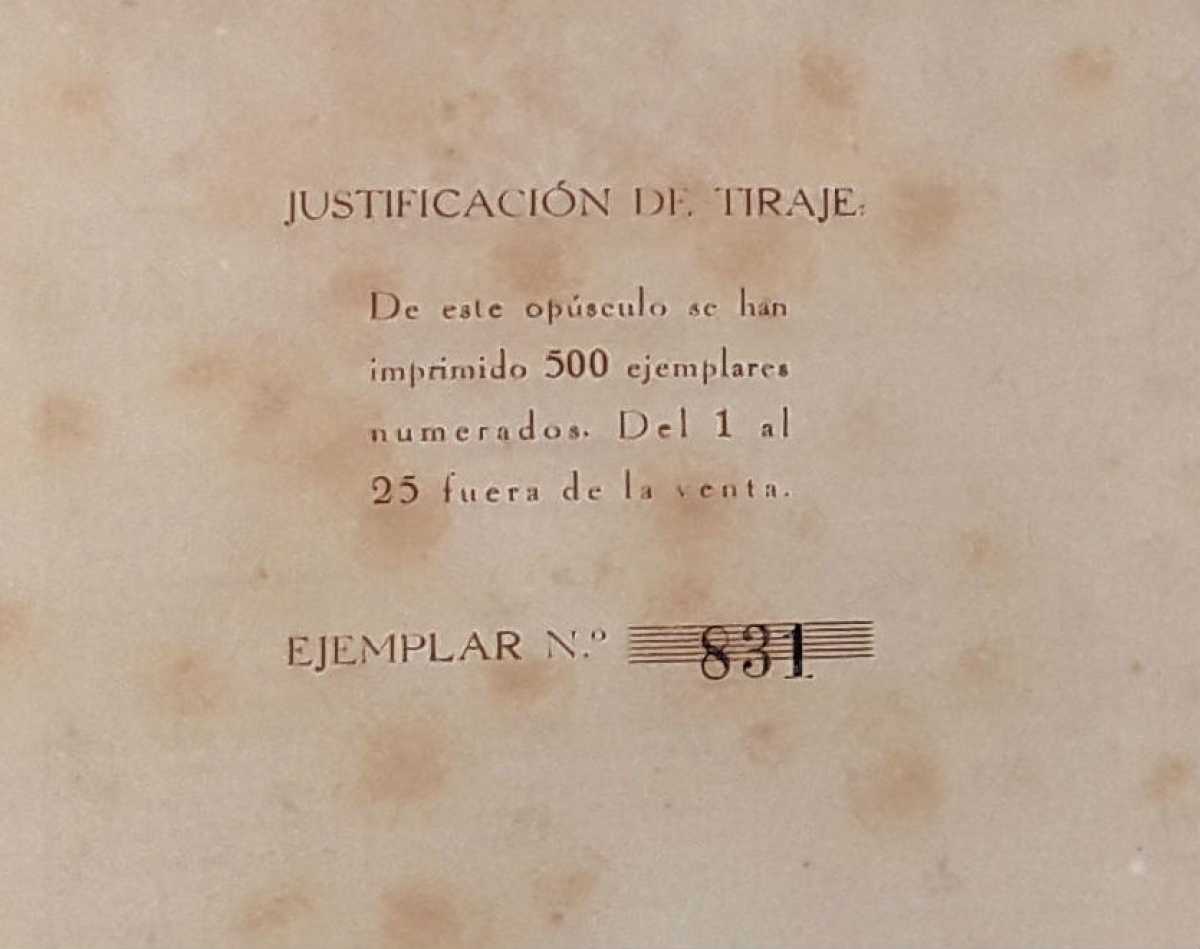 JUSTIFICACIÓN DE TIRAJE:
De este opúsculo se han
imprimido 500 ejemplares
numerados. Del 1 al
25 fuera de la venta.
EJEMPLAR N.º 831